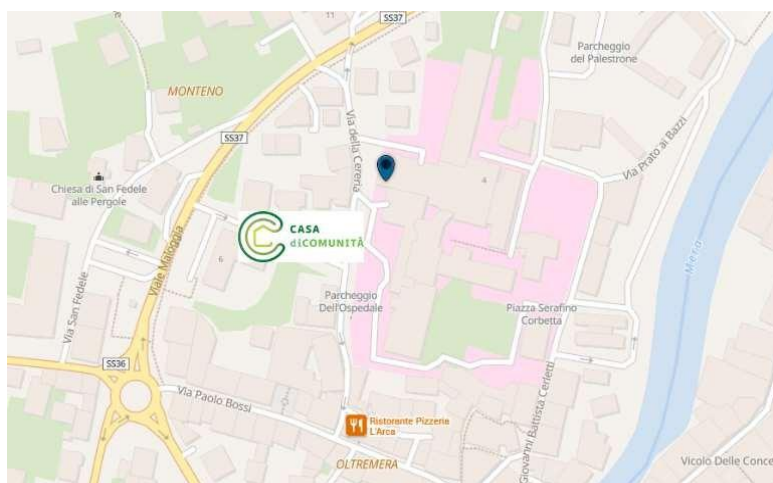 11
SS37
Parcheggio
del Palestrone
MONTENO
SS37
Via della Cereria
Via Prato ai Bazzi
4
Chiesa di San Fedele
alle Pergole
Mera
CASA
diCOMUNITÀ
6
Viale Maloggia
Via San Fedele
Parcheggio
Dell'Ospedale
Piazza Serafino
Corbetta
SS36
Via Paolo Bossi
Giovanni Battista Cerletti
Ristorante Pizzeria
L'Arca
OLTREMERA
Vicolo Delle Conce